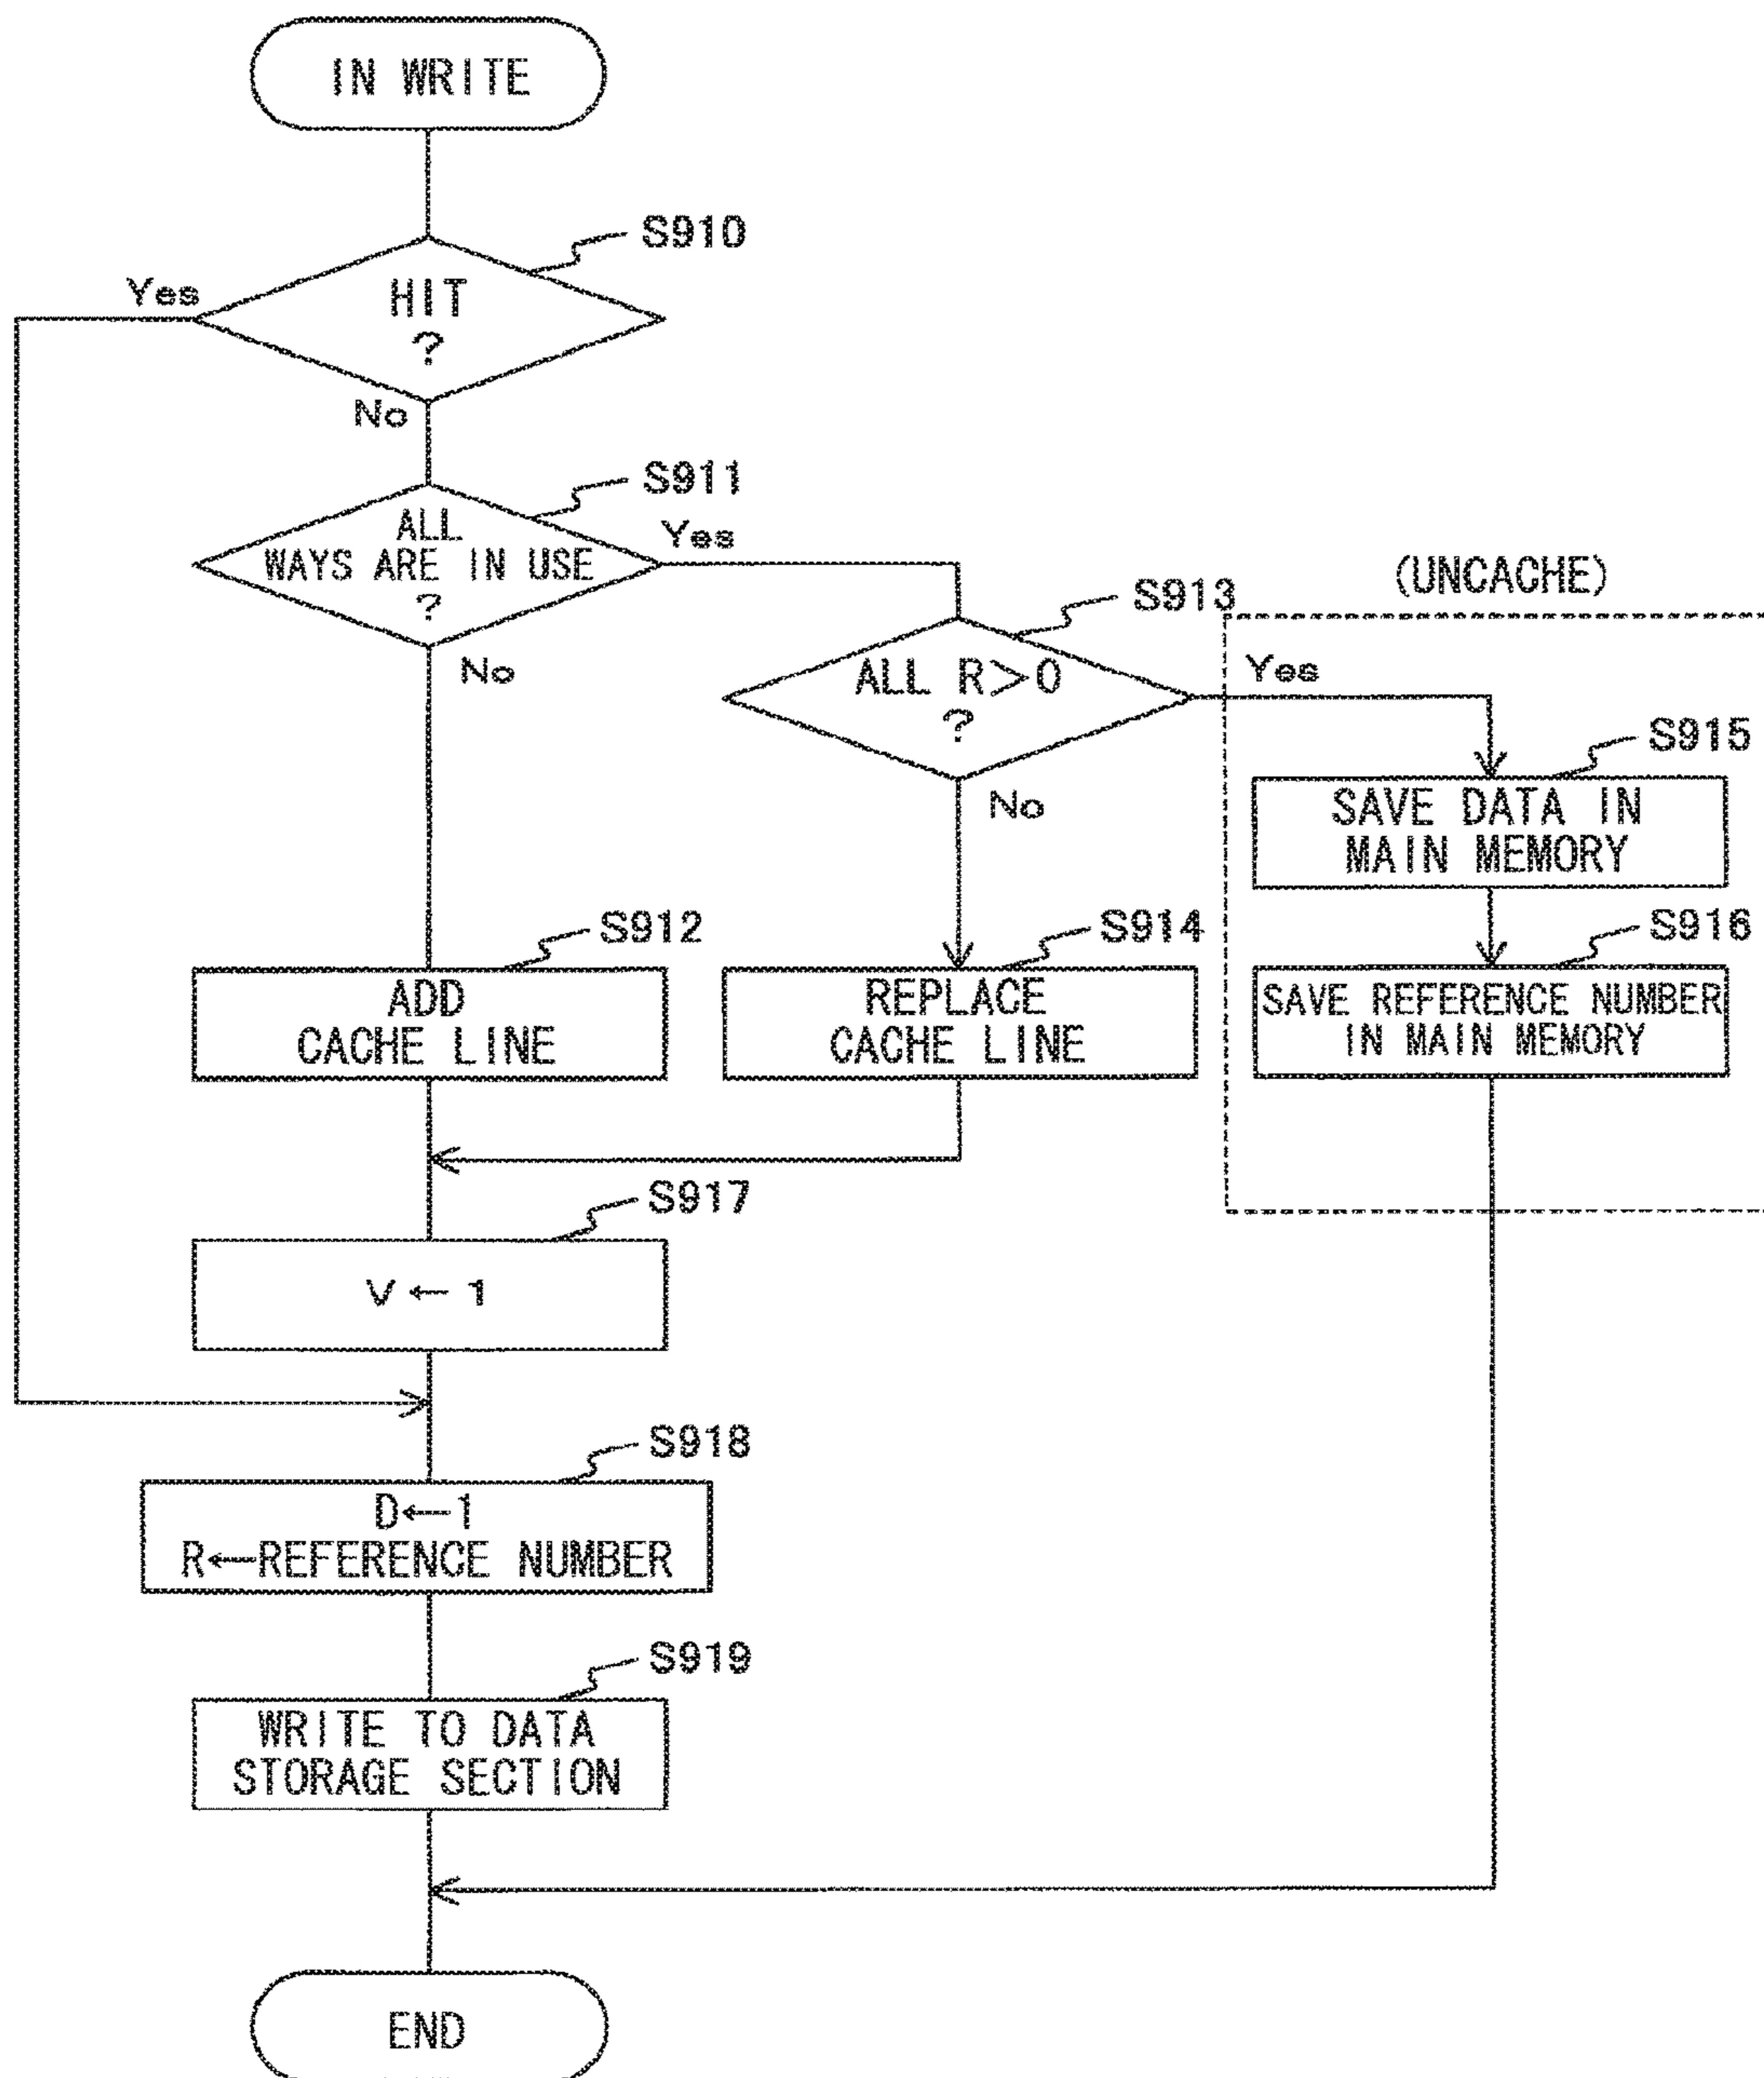 IN WRITE
S910
Yes
HIT
?
No
S911
ALL
WAYS ARE IN USE
?
Yes
No
(UNCACHE)
S913
ALL R>0
?
Yes
No
S915
SAVE DATA IN
MAIN MEMORY
S912
ADD
CACHE LINE
S914
REPLACE
CACHE LINE
S916
SAVE REFERENCE NUMBER
IN MAIN MEMORY
S917
V ← 1
S918
D←1
R←REFERENCE NUMBER
S919
WRITE TO DATA
STORAGE SECTION
END